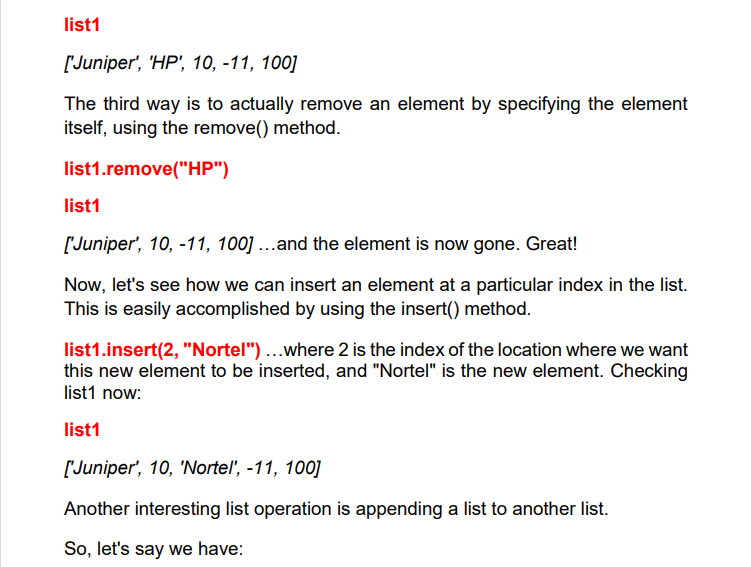 list1
['Juniper', 'HP', 10, -11, 100]
The third way is to actually remove an element by specifying the element
itself, using the remove() method.
list1.remove("HP")
list1
['Juniper', 10, -11, 100] …and the element is now gone. Great!
Now, let's see how we can insert an element at a particular index in the list.
This is easily accomplished by using the insert() method.
list1.insert(2, "Nortel") …where 2 is the index of the location where we want
this new element to be inserted, and "Nortel" is the new element. Checking
list1 now:
list1
['Juniper', 10, 'Nortel', -11, 100]
Another interesting list operation is appending a list to another list.
So, let's say we have: